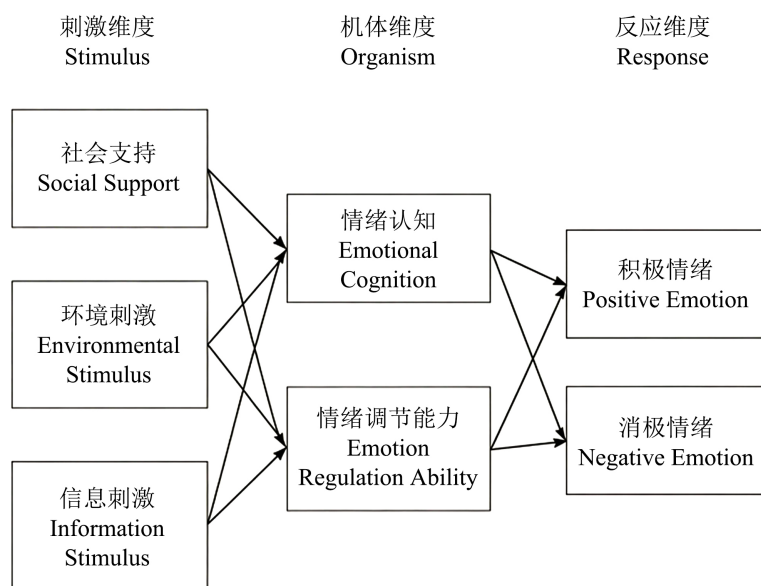 刺激维度
Stimulus
机体维度
Organism
反应维度
Response
社会支持
Social Support
环境刺激
Environmental
Stimulus
信息刺激
Information
Stimulus
情绪认知
Emotional
Cognition
情绪调节能力
Emotion
Regulation Ability
积极情绪
Positive Emotion
消极情绪
Negative Emotion